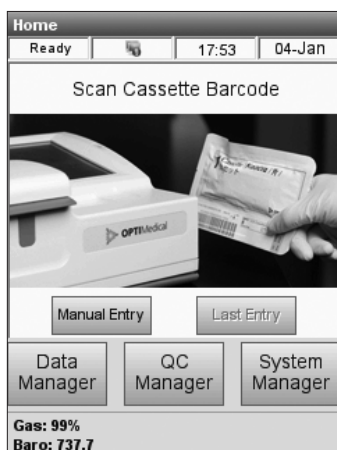 Home
Ready 17:53 04-Jan
Scan Cassette Barcode
OPTIMedical
Manual Entry Last Entry
Data Manager
QC Manager
System Manager
Gas: 99%
Baro: 737.7